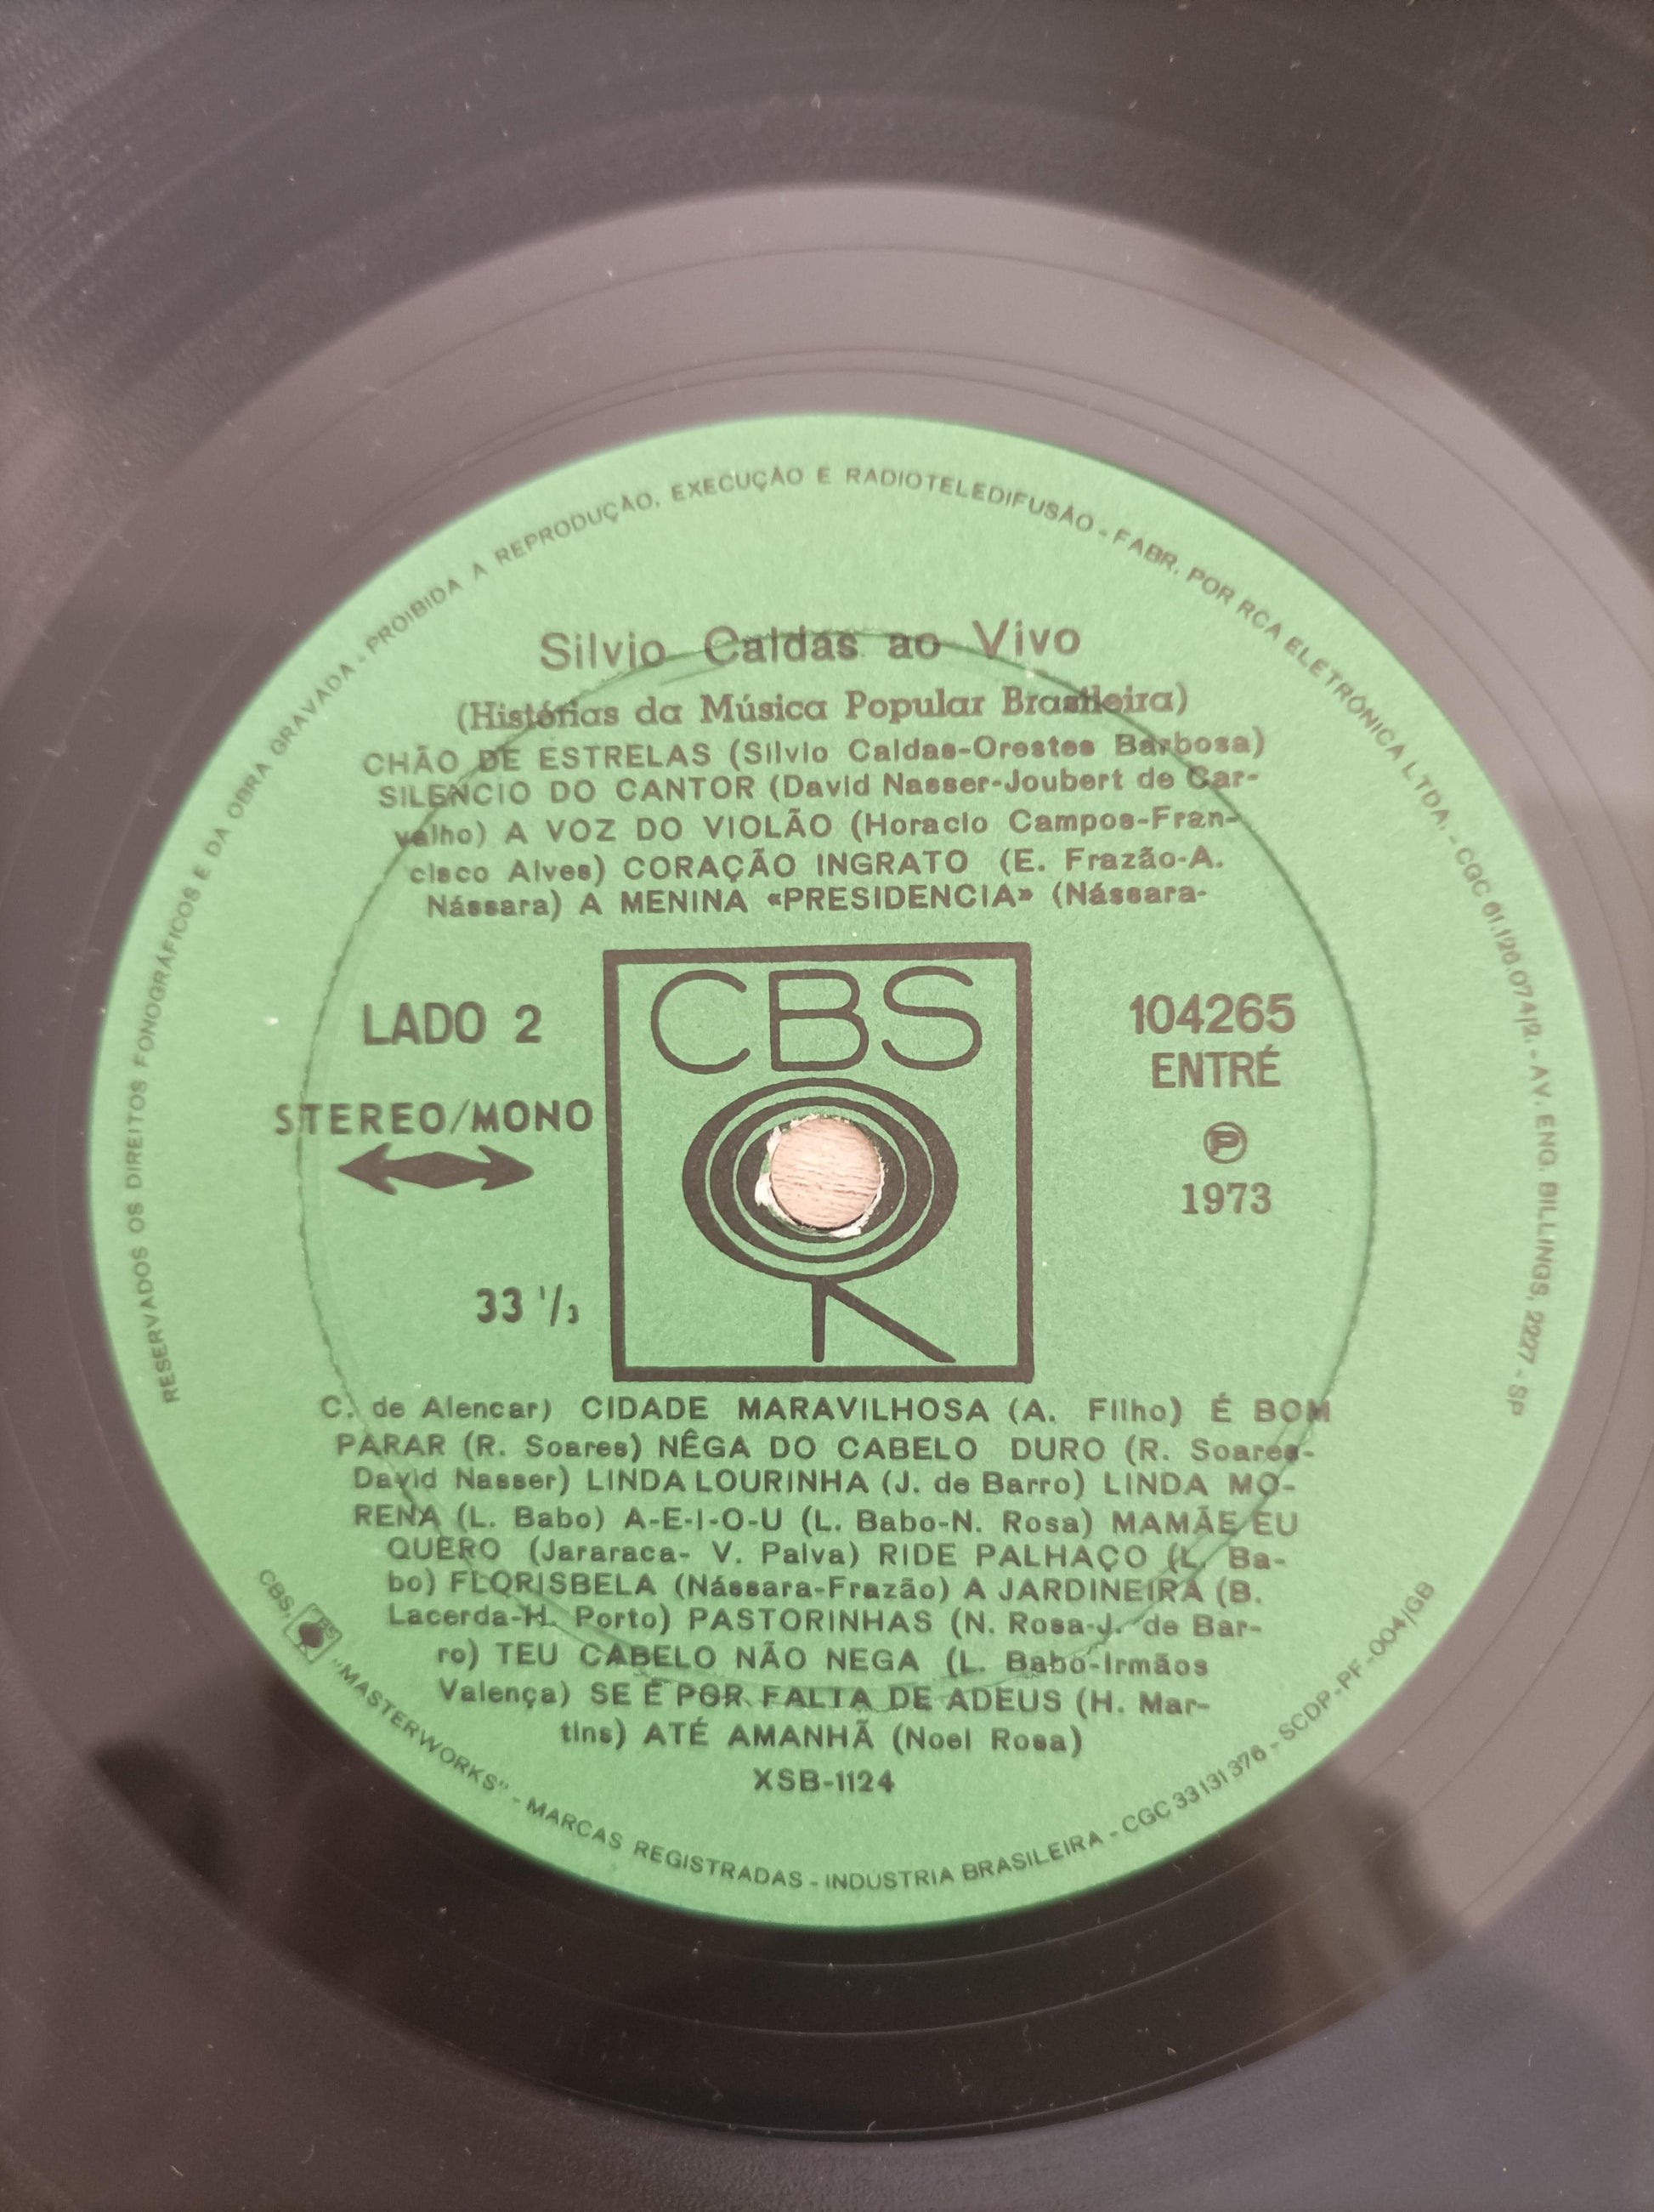 RESERVADOS OS DIREITOS FONOGRÁFICOS E DA OBRA GRAVADA - PROIBIDA A REPRODUÇÃO, EXECUÇÃO E RADIOTELEDIFUSÃO - FABR. POR RCA ELETRÔNICA LTDA. - CGC 61.126.074/2. - AV. ENG. BILLINGS, 2227 - SP
Silvio Caldas ao Vivo
(Histórias da Música Popular Brasileira)
CHÃO DE ESTRELAS (Silvio Caldas-Orestes Barbosa)
SILENCIO DO CANTOR (David Nasser-Joubert de Car-
valho) A VOZ DO VIOLÃO (Horacio Campos-Fran-
cisco Alves) CORAÇÃO INGRATO (E. Frazão-A.
Nássara) A MENINA «PRESIDENCIA» (Nássara-
CBS
LADO 2
104265
ENTRÉ
STEREO/MONO
℗
1973
33 1/3
C. de Alencar) CIDADE MARAVILHOSA (A. Filho) É BOM
PARAR (R. Soares) NÊGA DO CABELO DURO (R. Soares-
David Nasser) LINDA LOURINHA (J. de Barro) LINDA MO-
RENA (L. Babo) A-E-I-O-U (L. Babo-N. Rosa) MAMÃE EU
QUERO (Jararaca- V. Paiva) RIDE PALHAÇO (L. Ba-
bo) FLORISBELA (Nássara-Frazão) A JARDINEIRA (B.
Lacerda-H. Porto) PASTORINHAS (N. Rosa-J. de Bar-
ro) TEU CABELO NÃO NEGA (L. Babo-Irmãos
Valença) SE É POR FALTA DE ADEUS (H. Mar-
tins) ATÉ AMANHÃ (Noel Rosa)
XSB-1124
CBS, "MASTERWORKS" - MARCAS REGISTRADAS - INDÚSTRIA BRASILEIRA - CGC 33131376 - SCDP-PF-004/GB